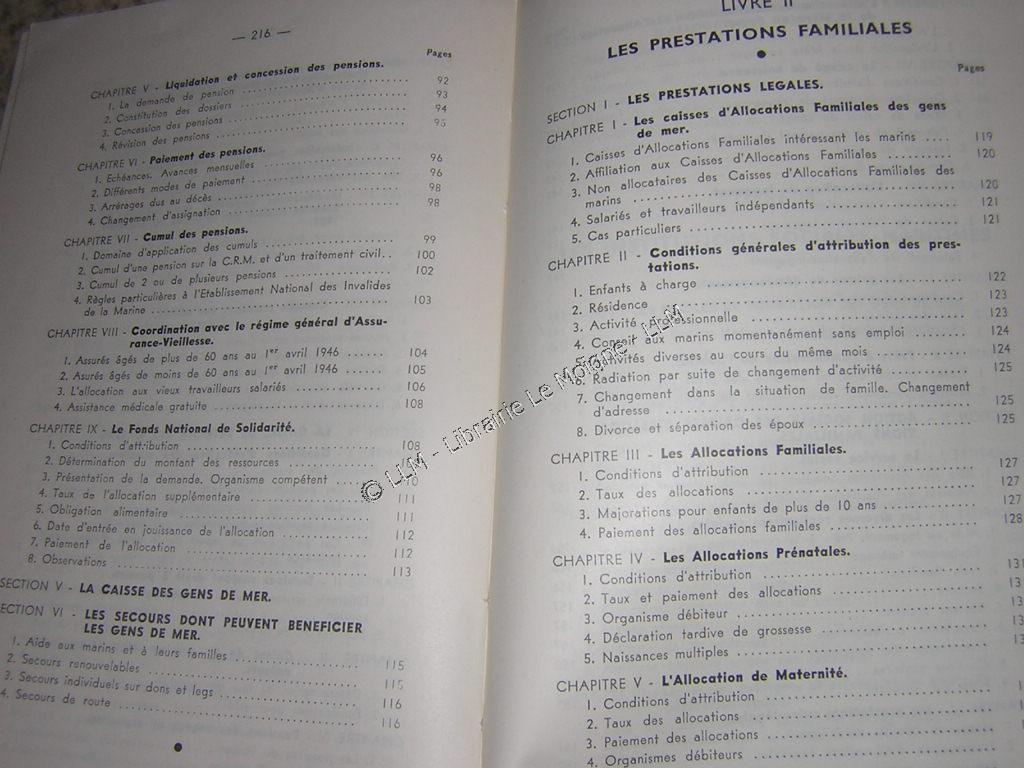 — 216 —
Pages
CHAPITRE V - Liquidation et concession des pensions.
1. La demande de pension 92
2. Constitution des dossiers 93
3. Concession des pensions 94
4. Révision des pensions 95
CHAPITRE VI - Paiement des pensions.
1. Echéances. Avances mensuelles 96
2. Différents modes de paiement 96
3. Arrérages dus au décès 98
4. Changement d'assignation 98
CHAPITRE VII - Cumul des pensions.
1. Domaine d'application des cumuls 99
2. Cumul d'une pension sur la C.R.M. et d'un traitement civil. . 100
3. Cumul de 2 ou de plusieurs pensions 102
4. Règles particulières à l'Etablissement National des Invalides
de la Marine 103
CHAPITRE VIII - Coordination avec le régime général d'Assu-
rance-Vieillesse.
1. Assurés âgés de plus de 60 ans au 1er avril 1946 104
2. Asurés âgés de moins de 60 ans au 1er avril 1946 105
3. L'allocation aux vieux travailleurs salariés 106
4. Assistance médicale gratuite 108
CHAPITRE IX - Le Fonds National de Solidarité.
1. Conditions d'attribution 108
2. Détermination du montant des ressources
3. Présentation de la demande. Organisme compétent
4. Taux de l'allocation supplémentaire 111
5. Obligation alimentaire 111
6. Date d'entrée en jouissance de l'allocation 112
7. Paiement de l'allocation 112
8. Observations 113
SECTION V - LA CAISSE DES GENS DE MER.
SECTION VI - LES SECOURS DONT PEUVENT BENEFICIER
LES GENS DE MER.
1. Aide aux marins et à leurs familles 115
2. Secours renouvelables 115
3. Secours individuels sur dons et legs 116
4. Secours de route 116
LIVRE II
LES PRESTATIONS FAMILIALES
Pages
SECTION I - LES PRESTATIONS LEGALES.
CHAPITRE I - Les caisses d'Allocations Familiales des gens
de mer.
1. Caisses d'Allocations Familiales intéressant les marins 119
2. Affiliation aux Caisses d'Allocations Familiales 120
3. Non allocataires des Caisses d'Allocations Familiales des
marins 120
4. Salariés et travailleurs indépendants 121
5. Cas particuliers 121
CHAPITRE II - Conditions générales d'attribution des pres-
tations.
1. Enfants à charge 122
2. Résidence 123
3. Activité professionnelle 123
4. Conseil aux marins momentanément sans emploi 124
5. Activités diverses au cours du même mois 124
6. Radiation par suite de changement d'activité 125
7. Changement dans la situation de famille. Changement
d'adresse 125
8. Divorce et séparation des époux 125
CHAPITRE III - Les Allocations Familiales.
1. Conditions d'attribution 127
2. Taux des allocations 127
3. Majorations pour enfants de plus de 10 ans 127
4. Paiement des allocations familiales 128
CHAPITRE IV - Les Allocations Prénatales.
1. Conditions d'attribution 131
2. Taux et paiement des allocations
3. Organisme débiteur
4. Déclaration tardive de grossesse
5. Naissances multiples
CHAPITRE V - L'Allocation de Maternité.
1. Conditions d'attribution
2. Taux des allocations
3. Paiement des allocations
4. Organismes débiteurs
© LLM - Librairie Le Moigne - LLM